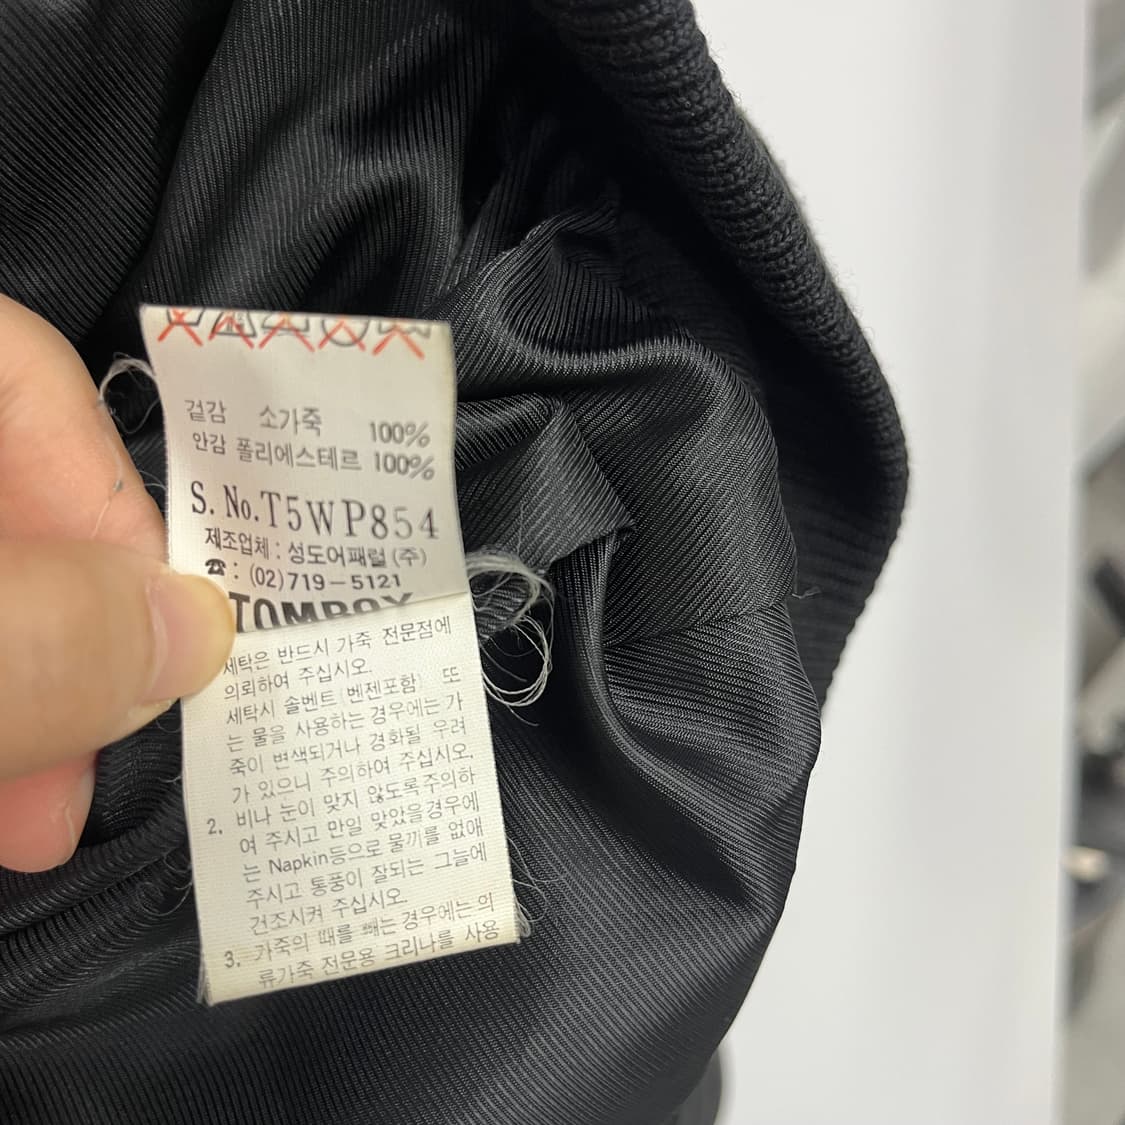 겉감 소가죽 100%
안감 폴리에스테르 100%
S. No. T5WP854
제조업체 : 성도어패럴 (주)
☎ : (02)719-5121
TOMBOY
세탁은 반드시 가죽 전문점에
의뢰하여 주십시오.
세탁시 솔벤트(벤젠포함) 또
는 물을 사용하는 경우에는 가
죽이 변색되거나 경화될 우려
가 있으니 주의하여 주십시오.
2. 비나 눈이 맞지 않도록 주의하
여 주시고 만일 맞았을경우에
는 Napkin등으로 물끼를 없애
주시고 통풍이 잘되는 그늘에
건조시켜 주십시오.
3. 가죽의 때를 빼는 경우에는 의
류가죽 전문용 크리나를 사용